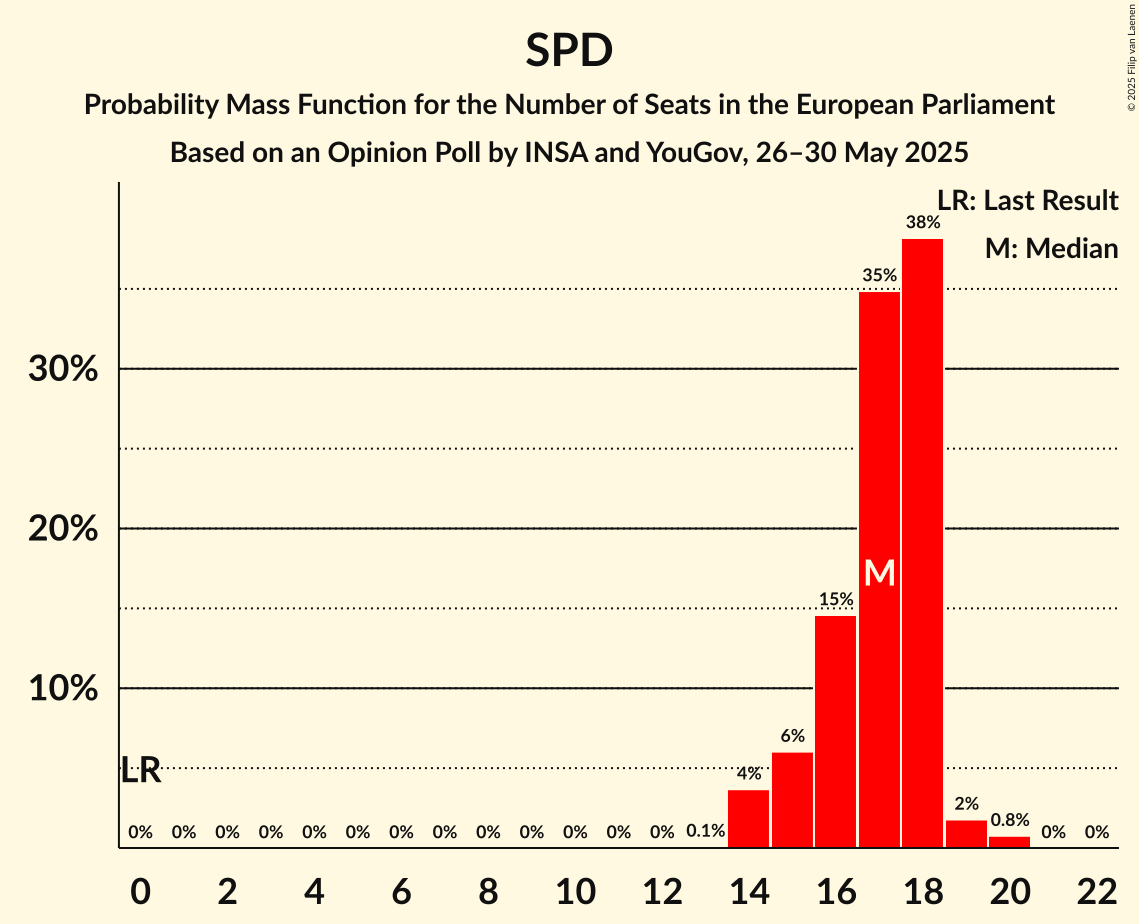 SPD
Probability Mass Function for the Number of Seats in the European Parliament
Based on an Opinion Poll by INSA and YouGov, 26–30 May 2025
© 2025 Filip van Laenen
LR: Last Result
M: Median
38%
35%
30%
20%
M
15%
10%
6%
LR
4%
2%
0% 0% 0% 0% 0% 0% 0% 0% 0% 0% 0% 0% 0% 0.1% 0.8% 0% 0%
0 2 4 6 8 10 12 14 16 18 20 22